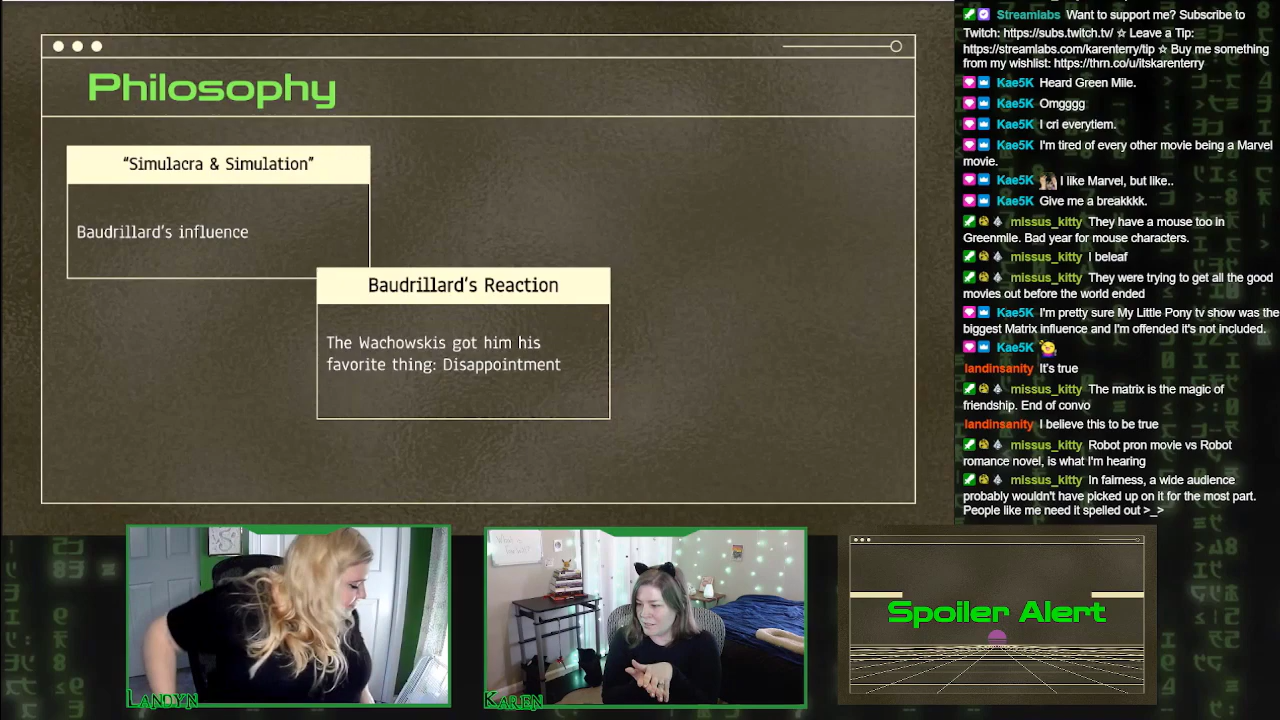 Philosophy
“Simulacra & Simulation”
Baudrillard’s influence
Baudrillard’s Reaction
The Wachowskis got him his
favorite thing: Disappointment
Streamlabs Want to support me? Subscribe to
Twitch: https://subs.twitch.tv/ ☆ Leave a Tip:
https://streamlabs.com/karenterry/tip ☆ Buy me something
from my wishlist: https://thrn.co/u/itskarenterry
Kae5K Heard Green Mile.
Kae5K Omgggg
Kae5K I cri everytiem.
Kae5K I'm tired of every other movie being a Marvel
movie.
Kae5K I like Marvel, but like..
Kae5K Give me a breakkkk.
missus_kitty They have a mouse too in
Greenmile. Bad year for mouse characters.
missus_kitty I beleaf
missus_kitty They were trying to get all the good
movies out before the world ended
Kae5K I'm pretty sure My Little Pony tv show was the
biggest Matrix influence and I'm offended it's not included.
Kae5K
landinsanity It's true
missus_kitty The matrix is the magic of
friendship. End of convo
landinsanity I believe this to be true
missus_kitty Robot pron movie vs Robot
romance novel, is what I'm hearing
missus_kitty In fairness, a wide audience
probably wouldn't have picked up on it for the most part.
People like me need it spelled out >_>
Landyn
Karen
Spoiler Alert